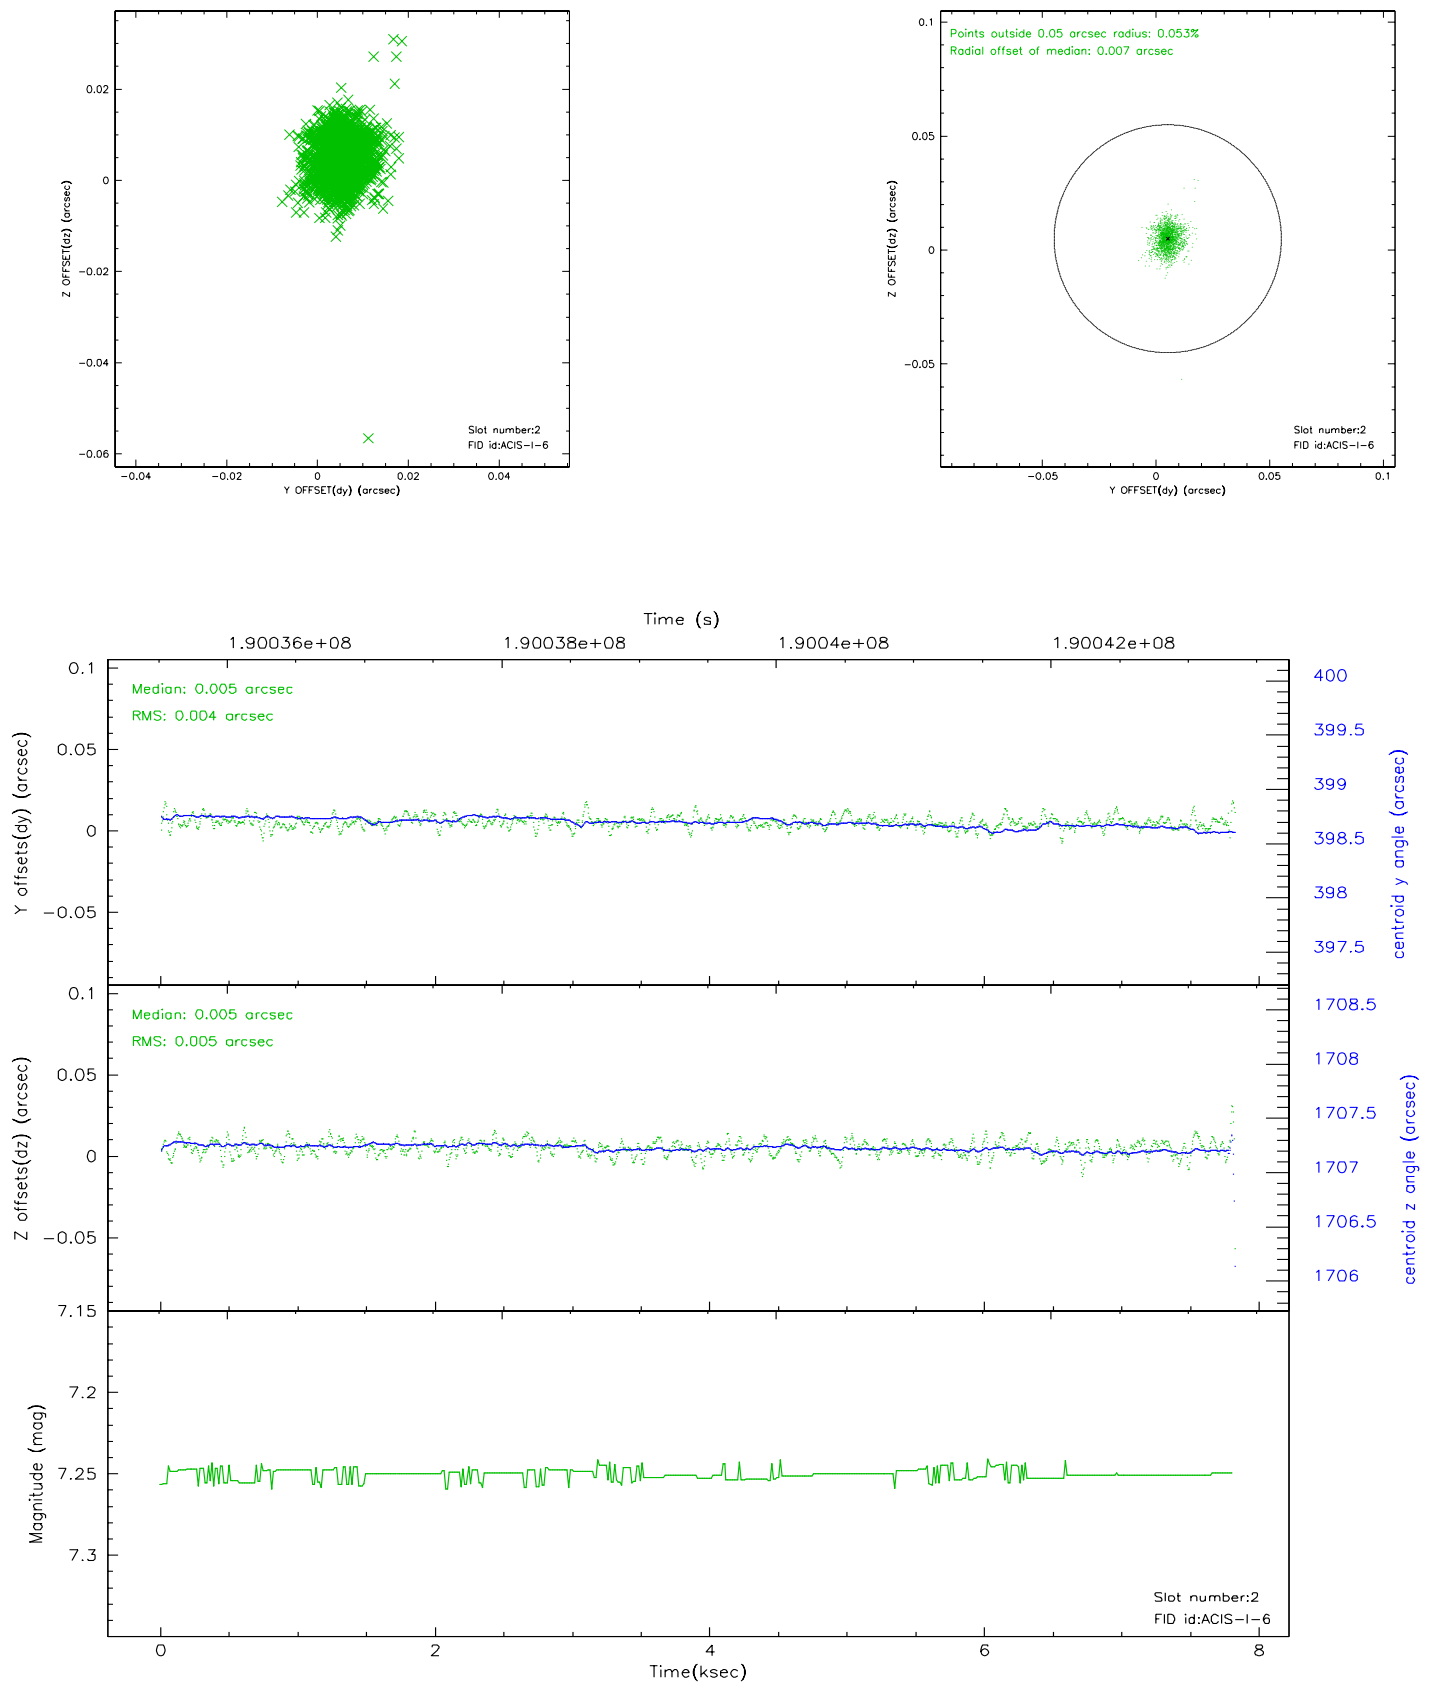 0.02
0
−0.02
−0.04
−0.06
Z OFFSET(dz) (arcsec)
Slot number:2
FID id:ACIS−I−6
−0.04
−0.02
0
0.02
0.04
Y OFFSET(dy) (arcsec)
0.1
0.05
0
−0.05
Z OFFSET(dz) (arcsec)
Points outside 0.05 arcsec radius: 0.053%
Radial offset of median: 0.007 arcsec
Slot number:2
FID id:ACIS−I−6
−0.05
0
0.05
0.1
Y OFFSET(dy) (arcsec)
Time (s)
1.90036e+08
1.90038e+08
1.9004e+08
1.90042e+08
0.1
0.05
0
−0.05
Y offsets(dy) (arcsec)
Median: 0.005 arcsec
RMS: 0.004 arcsec
400
399.5
399
398.5
398
397.5
centroid y angle (arcsec)
0.1
0.05
0
−0.05
Z offsets(dz) (arcsec)
Median: 0.005 arcsec
RMS: 0.005 arcsec
1708.5
1708
1707.5
1707
1706.5
1706
centroid z angle (arcsec)
7.15
7.2
7.25
7.3
Magnitude (mag)
Slot number:2
FID id:ACIS−I−6
0
2
4
6
8
Time(ksec)